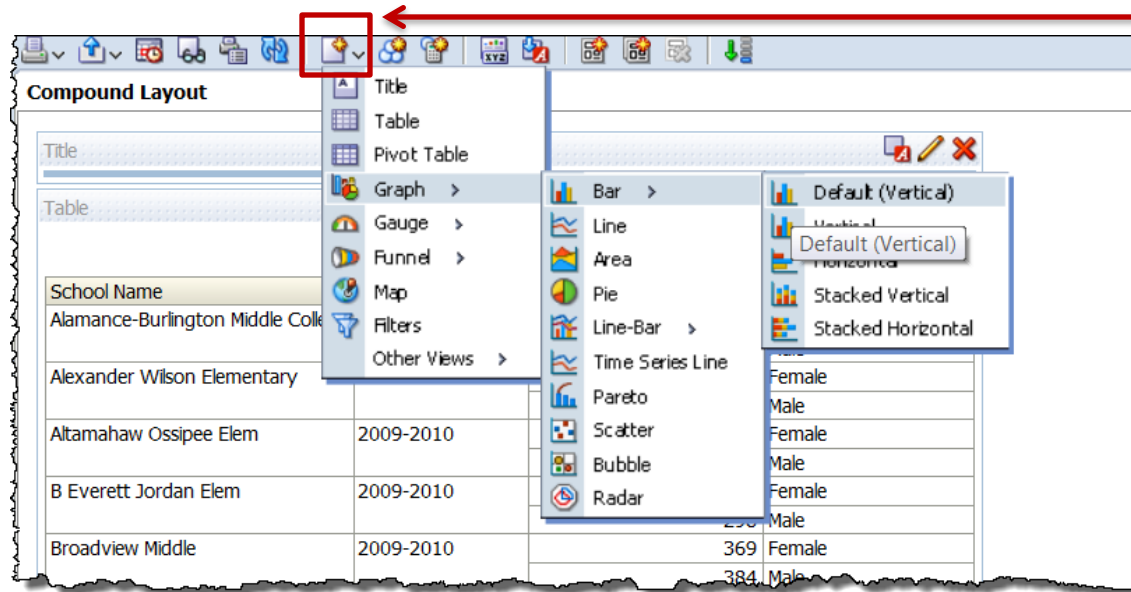 XYZ
Compound Layout
Title
Table
School Name
Alamance-Burlington Middle Colle
Alexander Wilson Elementary
Female
Male
Altamahaw Ossipee Elem 2009-2010 Female
Male
B Everett Jordan Elem 2009-2010 Female
Male
Broadview Middle 2009-2010 369 Female
384 Male
A Title
Table
Pivot Table
Graph >
Gauge >
Funnel >
Map
Filters
Other Views >
Bar >
Line
Area
Pie
Line-Bar >
Time Series Line
Pareto
Scatter
Bubble
Radar
Default (Vertical)
Vertical
Default (Vertical)
Horizontal
Stacked Vertical
Stacked Horizontal